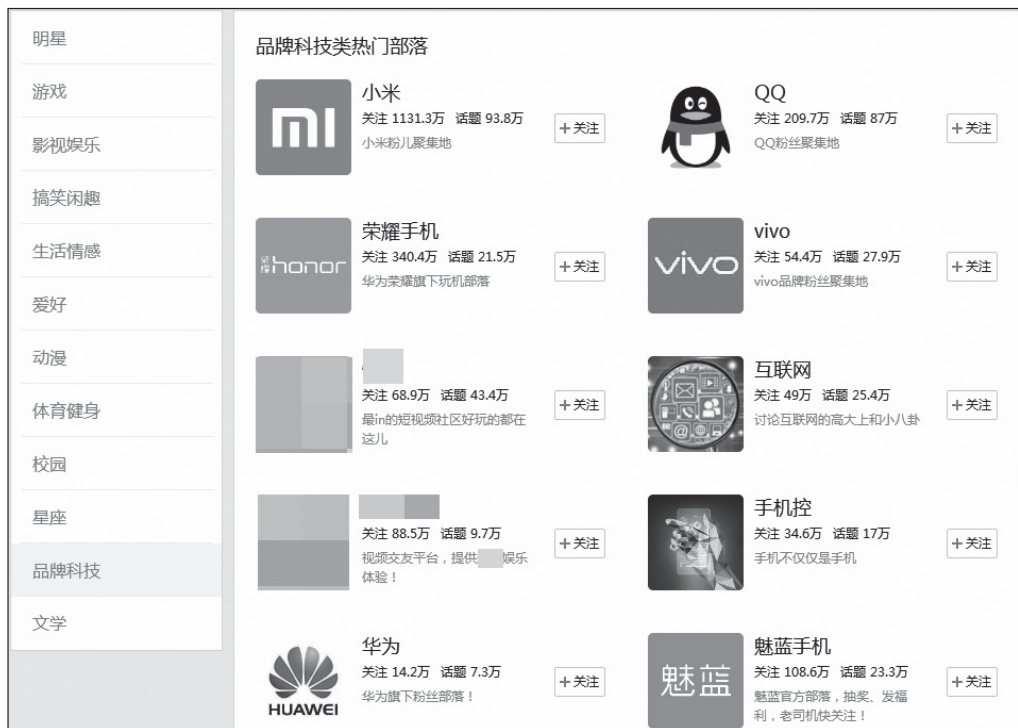 明星
游戏
影视娱乐
搞笑闲趣
生活情感
爱好
动漫
体育健身
校园
星座
品牌科技
文学
品牌科技类热门部落
mi
小米
关注 1131.3万 话题 93.8万
小米粉儿聚集地
+关注
QQ
关注 209.7万 话题 87万
QQ粉丝聚集地
+关注
荣耀
honor
荣耀手机
关注 340.4万 话题 21.5万
华为荣耀旗下玩机部落
+关注
vivo
vivo
关注 54.4万 话题 27.9万
vivo品牌粉丝聚集地
+关注
关注 68.9万 话题 43.4万
最in的短视频社区好玩的都在
这儿
+关注
互联网
关注 49万 话题 25.4万
讨论互联网的高大上和小八卦
+关注
关注 88.5万 话题 9.7万
视频交友平台，提供 娱乐
体验！
+关注
手机控
关注 34.6万 话题 17万
手机不仅仅是手机
+关注
HUAWEI
华为
关注 14.2万 话题 7.3万
华为旗下粉丝部落！
+关注
魅蓝
魅蓝手机
关注 108.6万 话题 23.3万
魅蓝官方部落，抽奖、发福
利，老司机快关注！
+关注